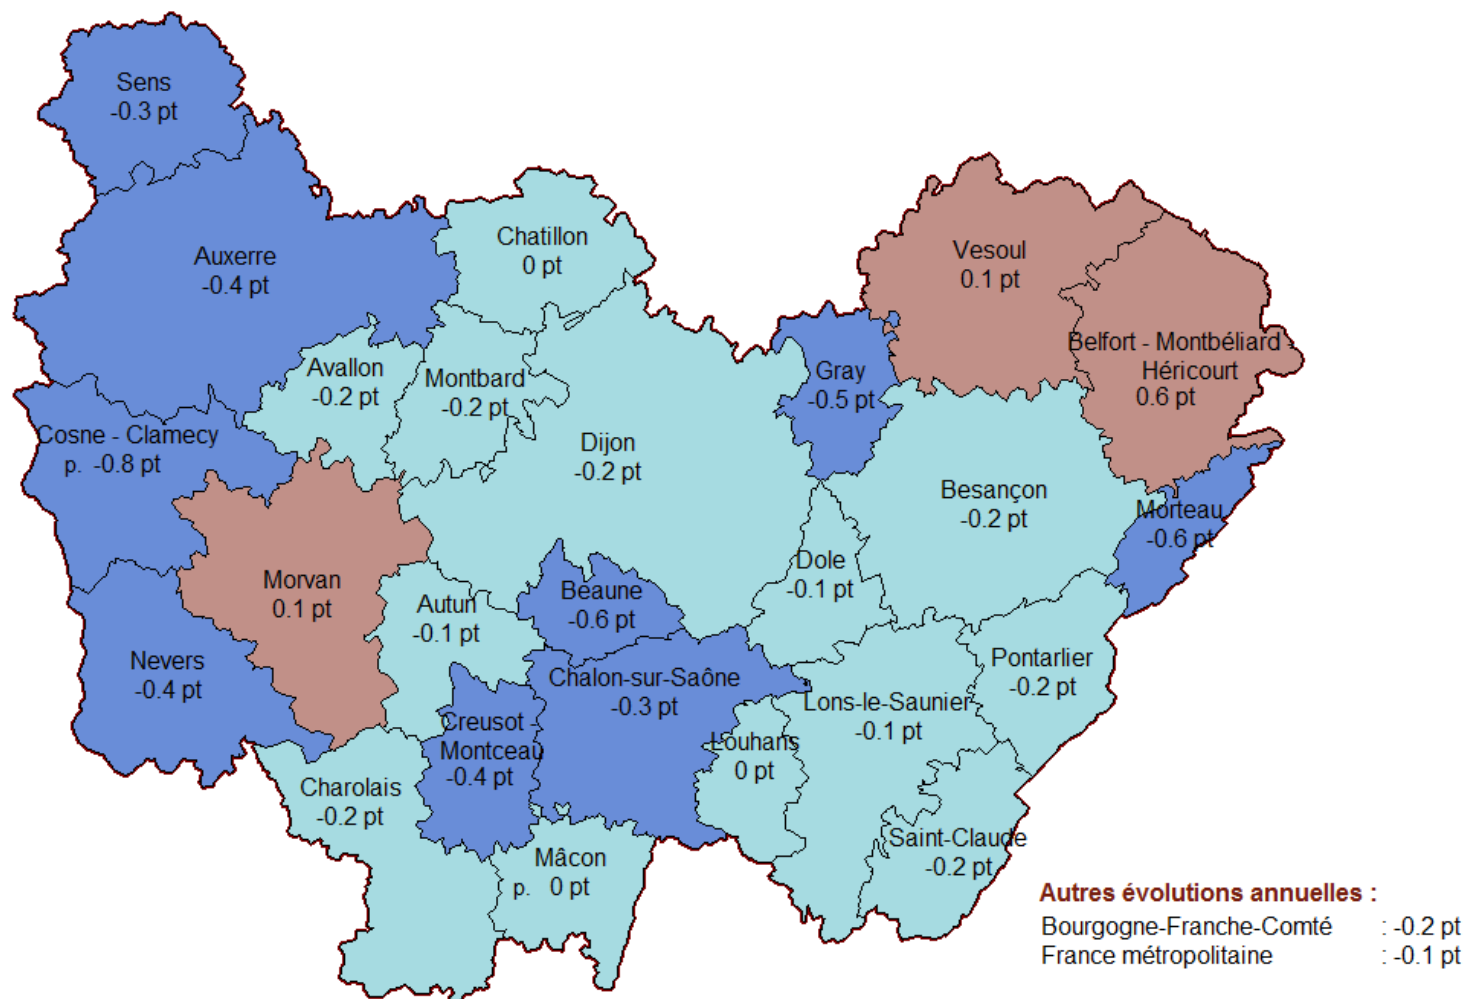 Sens
-0.3 pt
Auxerre
-0.4 pt
Chatillon
0 pt
Vesoul
0.1 pt
Belfort - Montbéliard -
Héricourt
0.6 pt
Avallon
-0.2 pt
Montbard
-0.2 pt
Gray
-0.5 pt
Cosne - Clamecy
p. -0.8 pt
Dijon
-0.2 pt
Besançon
-0.2 pt
Morteau
-0.6 pt
Morvan
0.1 pt
Autun
-0.1 pt
Beaune
-0.6 pt
Dole
-0.1 pt
Nevers
-0.4 pt
Chalon-sur-Saône
-0.3 pt
Pontarlier
-0.2 pt
Lons-le-Saunier
-0.1 pt
Creusot -
Montceau
-0.4 pt
Louhans
0 pt
Charolais
-0.2 pt
Saint-Claude
-0.2 pt
Mâcon
p. 0 pt
Autres évolutions annuelles :
Bourgogne-Franche-Comté : -0.2 pt
France métropolitaine : -0.1 pt